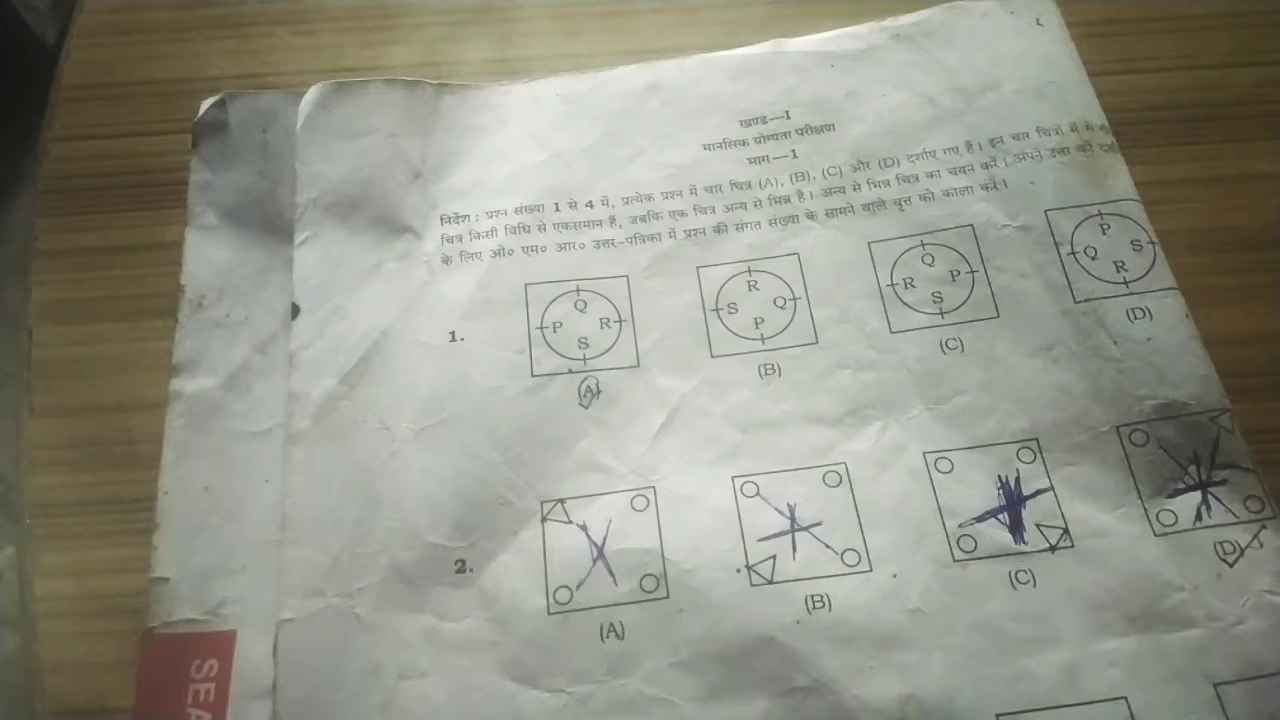 खण्ड—I
मानसिक योग्यता परीक्षण
भाग—1
निर्देश : प्रश्न संख्या 1 से 4 में, प्रत्येक प्रश्न में चार चित्र (A), (B), (C) और (D) दर्शाए गए हैं। इन चार चित्रों में से
चित्र किसी विधि से एकसमान हैं, जबकि एक चित्र अन्य से भिन्न है। अन्य से भिन्न चित्र का चयन करें। अपने उत्तर को
के लिए ओ० एम० आर० उत्तर-पत्रिका में प्रश्न की संगत संख्या के सामने वाले वृत्त को काला करें।
1.
Q P R S
R S Q P
Q R P S
P Q S R
(A) (B) (C) (D)
2.
(A) (B) (C) (D)
SEA